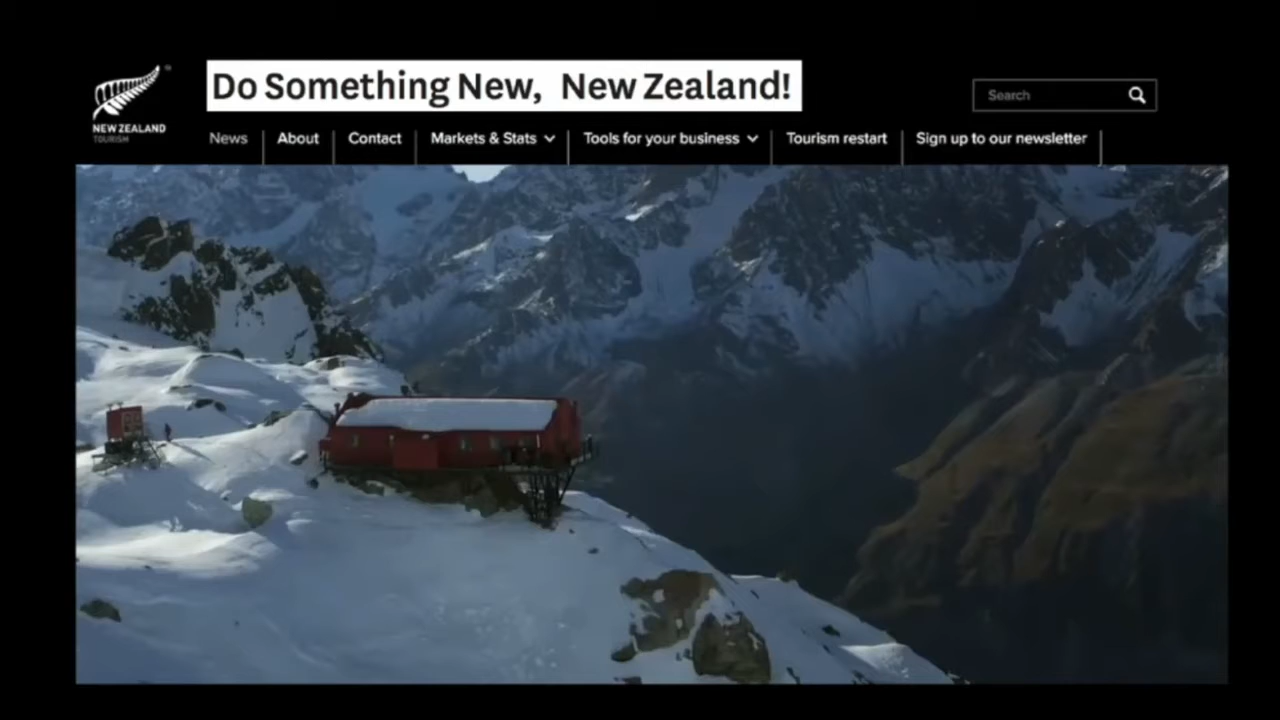 Do Something New,  New Zealand!
NEW ZEALAND
TOURISM
Search
News
About
Contact
Markets & Stats
Tools for your business
Tourism restart
Sign up to our newsletter